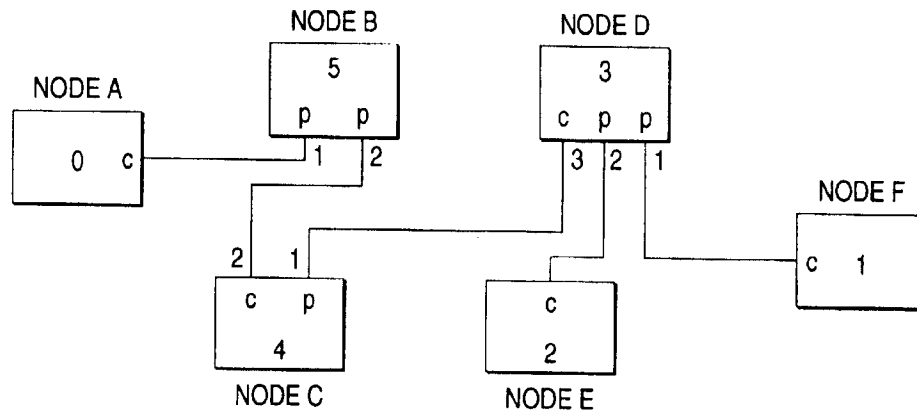 NODE B
5
p p
1 2
NODE D
3
c p p
3 2 1
NODE A
0 c
NODE F
c 1
2 1
c p
4
NODE C
c
2
NODE E